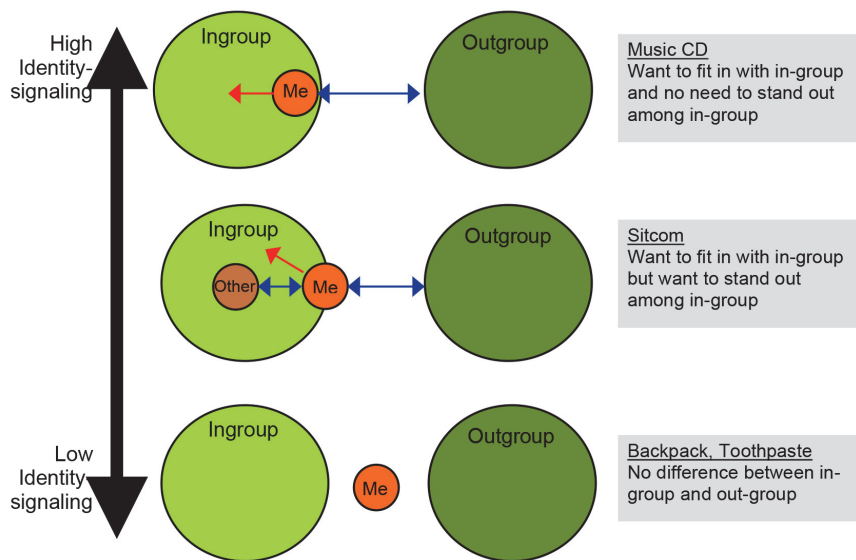 High
Identity-
signaling
Ingroup
Me
Outgroup
Music CD
Want to fit in with in-group
and no need to stand out
among in-group
Ingroup
Other
Me
Outgroup
Sitcom
Want to fit in with in-group
but want to stand out
among in-group
Low
Identity-
signaling
Ingroup
Me
Outgroup
Backpack, Toothpaste
No difference between in-
group and out-group